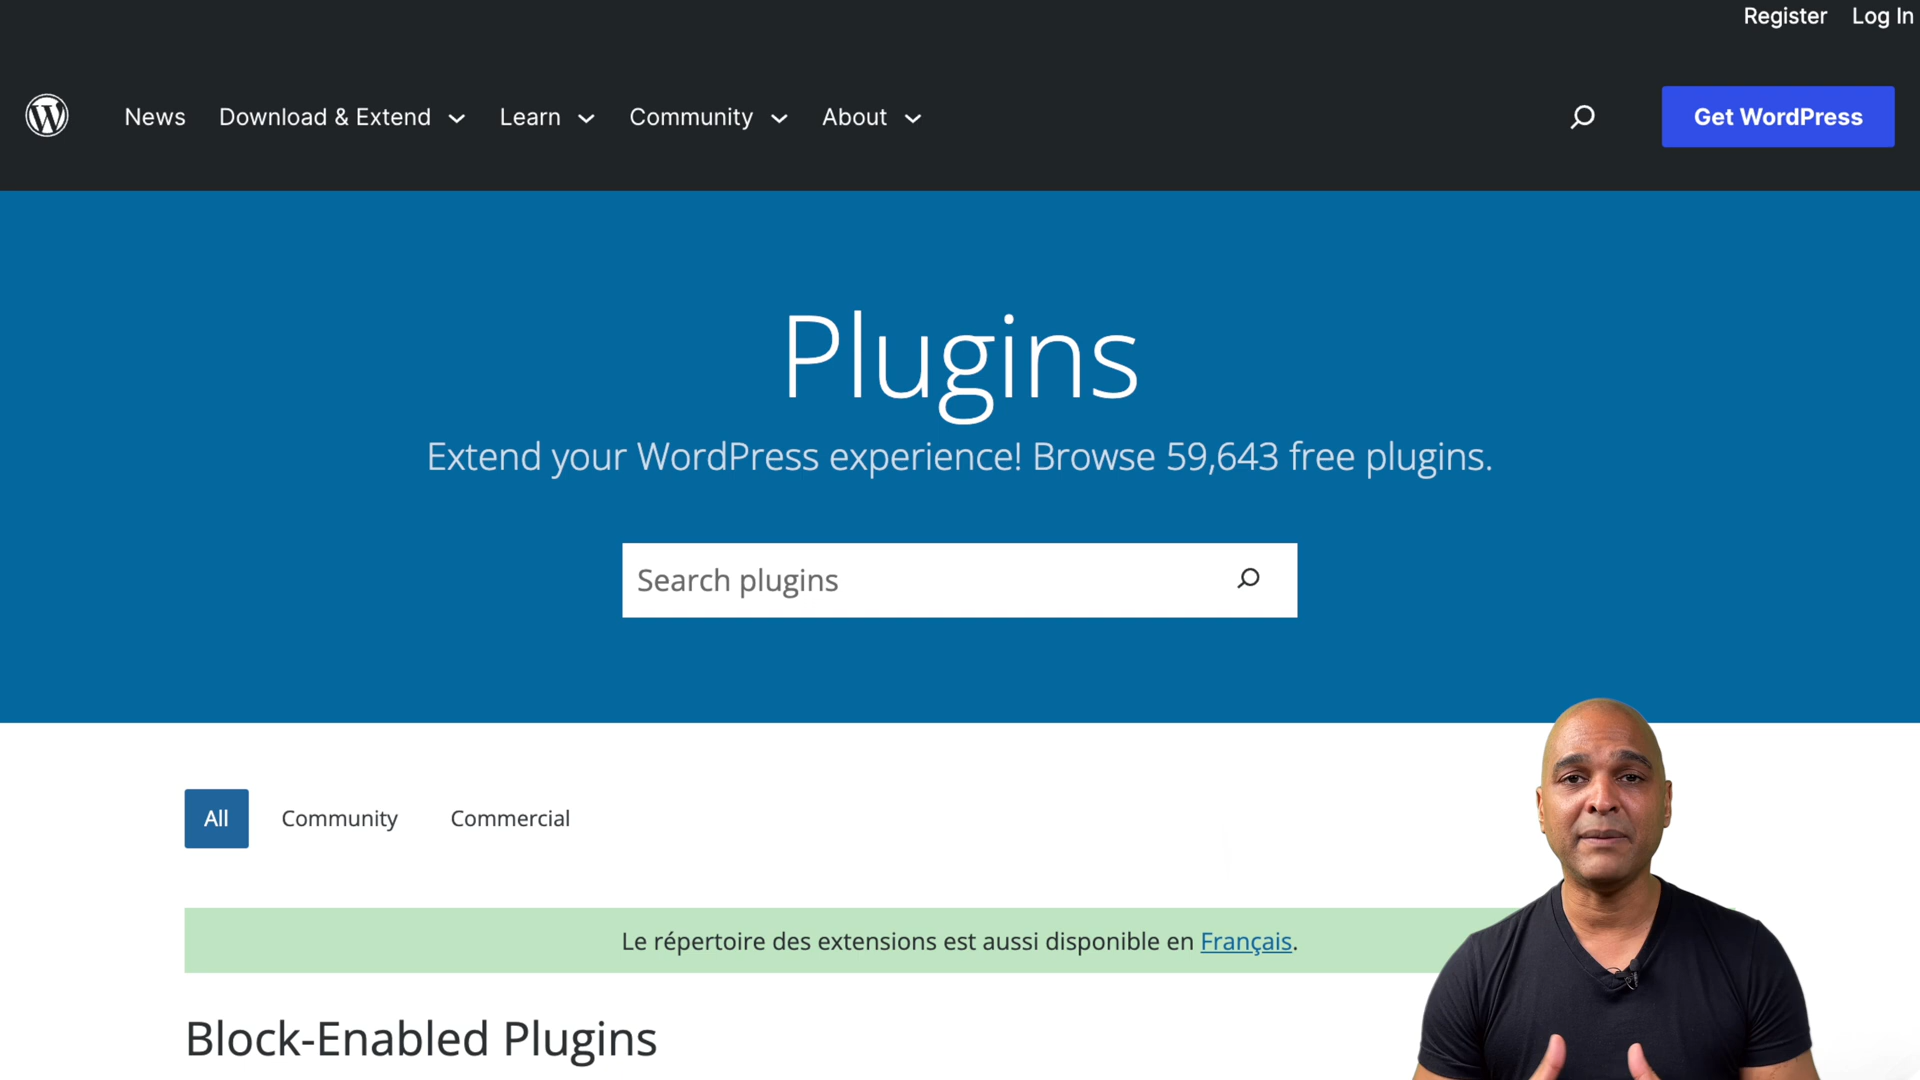 Register Log In
News Download & Extend Learn Community About Get WordPress
Plugins
Extend your WordPress experience! Browse 59,643 free plugins.
Search plugins
All Community Commercial
Le répertoire des extensions est aussi disponible en Français.
Block-Enabled Plugins